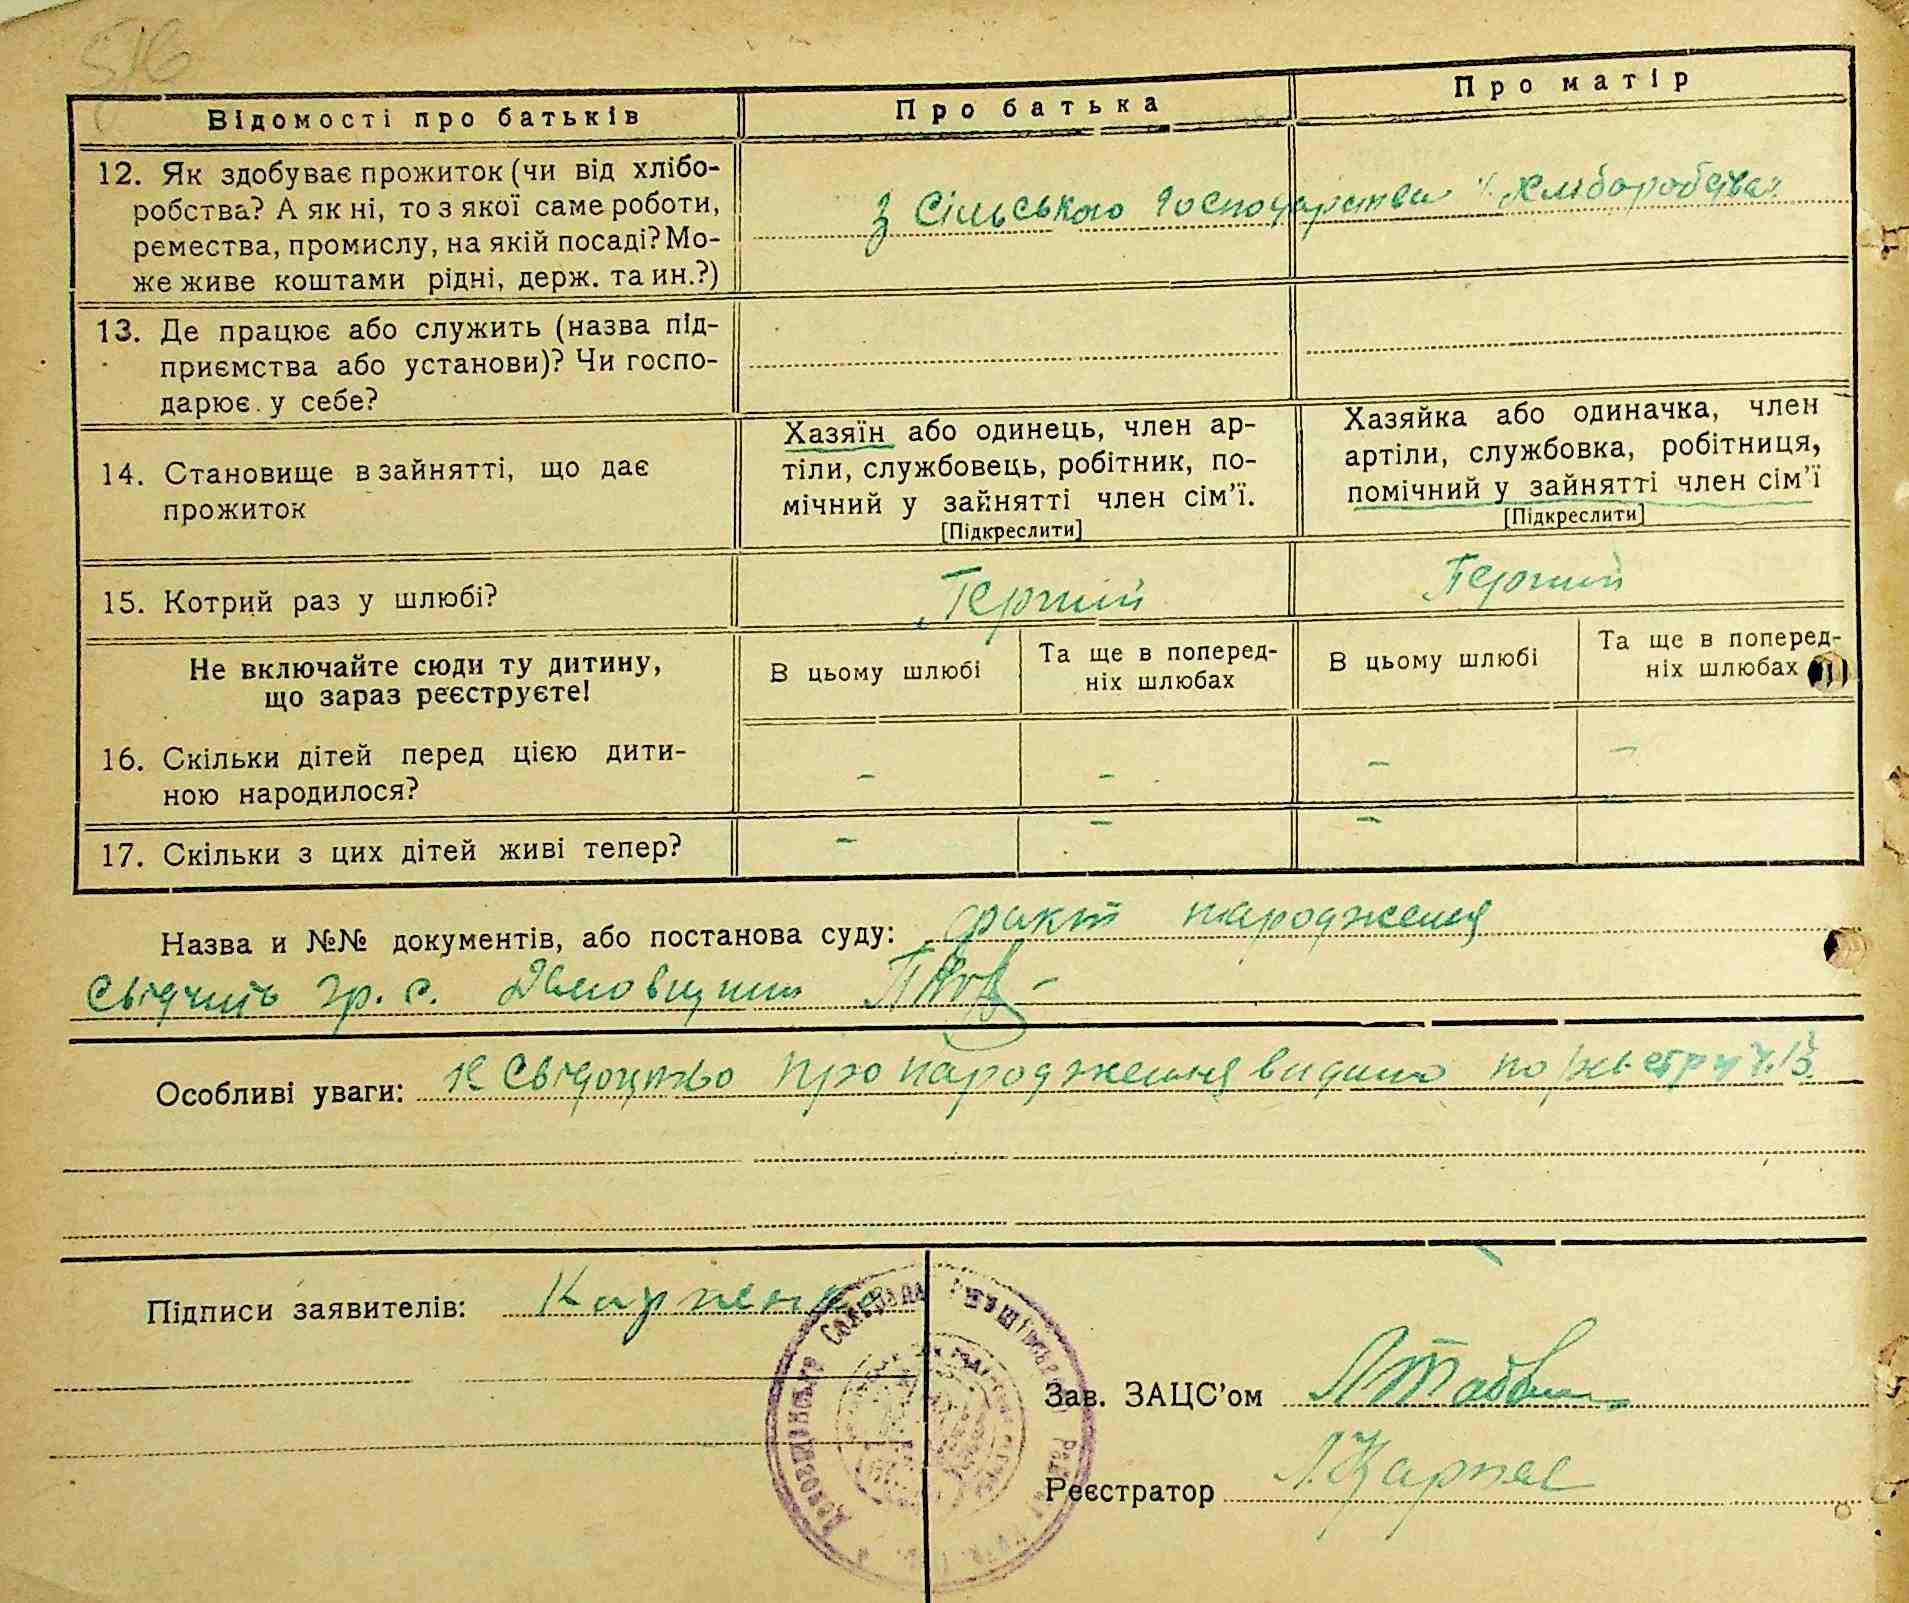 516
Відомості про батьків
Про батька
Про матір
12. Як здобуває прожиток (чи від хлібо-
робства? А як ні, то з якої саме роботи,
ремества, промислу, на якій посаді? Мо-
же живе коштами рідні, держ. та ин.?)
З Сільського Господарства "Хліборобства"
13. Де працює або служить (назва під-
приємства або установи)? Чи госпо-
дарює у себе?
14. Становище в зайнятті, що дає
прожиток
Хазяїн або одинець, член ар-
тіли, службовець, робітник, по-
мічний у зайнятті член сім'ї.
[Підкреслити]
Хазяйка або одиначка, член
артіли, службовка, робітниця,
помічний у зайнятті член сім'ї
[Підкреслити]
15. Котрий раз у шлюбі?
Перший
Перший
Не включайте сюди ту дитину,
що зараз реєструєте!
В цьому шлюбі
Та ще в поперед-
ніх шлюбах
В цьому шлюбі
Та ще в поперед-
ніх шлюбах
16. Скільки дітей перед цією дити-
ною народилося?
- - - -
17. Скільки з цих дітей живі тепер?
- - -
Назва и №№ документів, або постанова суду: факт народження
Свідчить гр. с.
Особливі уваги: Свідоцтво про народження видано по
Підписи заявителів: Карпенко
Зав. ЗАЦС'ом
Реєстратор